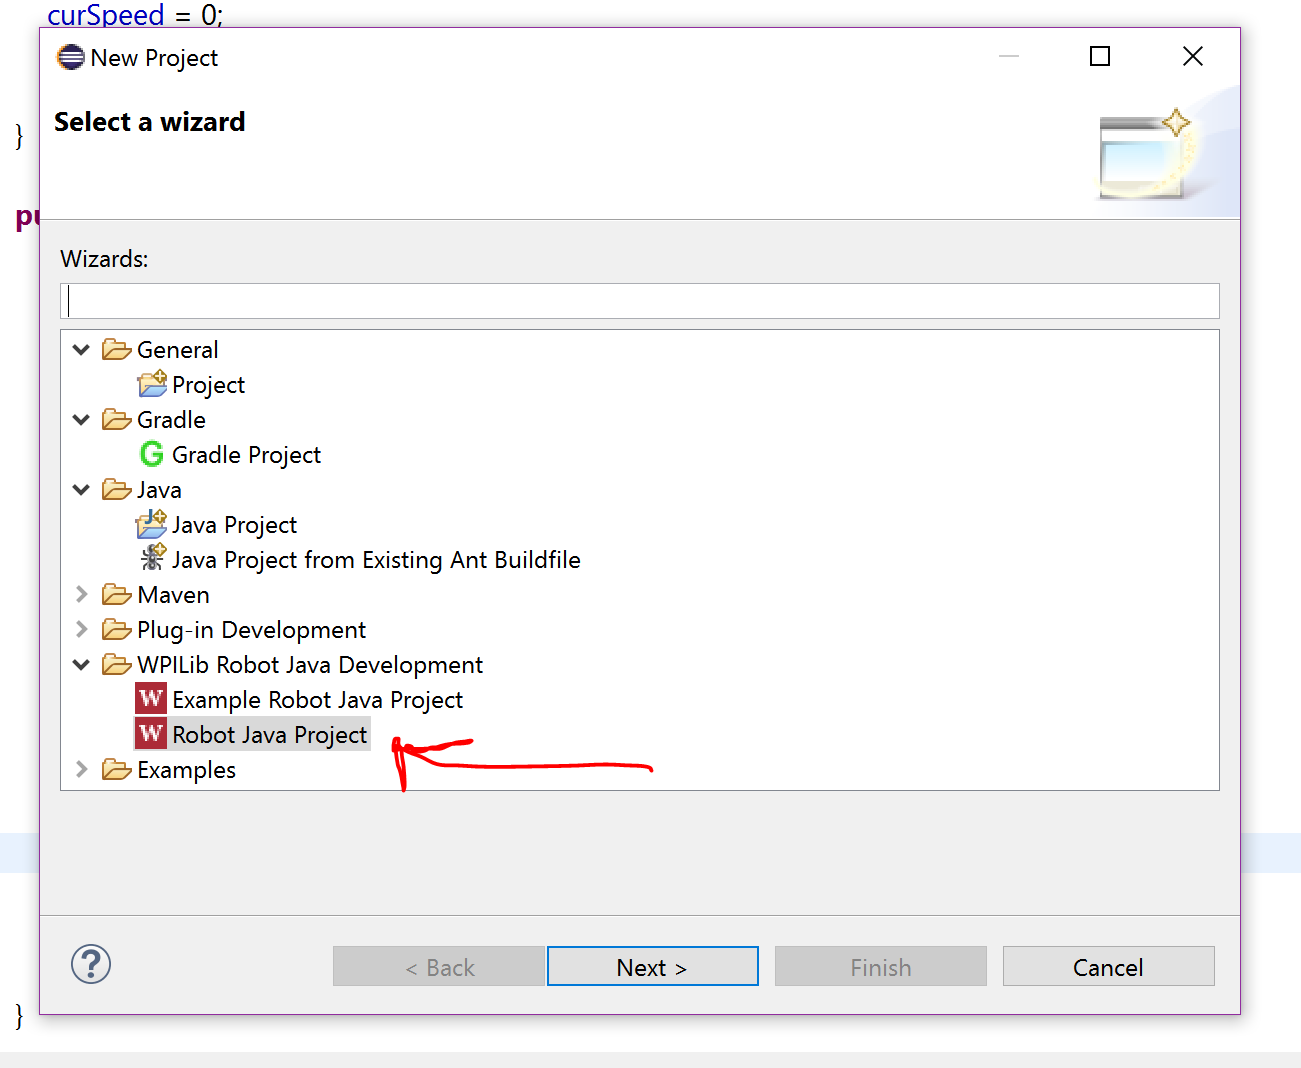 curSpeed = 0;
New Project
Select a wizard
}
Wizards:
General
Project
Gradle
G Gradle Project
Java
Java Project
Java Project from Existing Ant Buildfile
Maven
Plug-in Development
WPILib Robot Java Development
W Example Robot Java Project
W Robot Java Project
Examples
? < Back Next > Finish Cancel
}